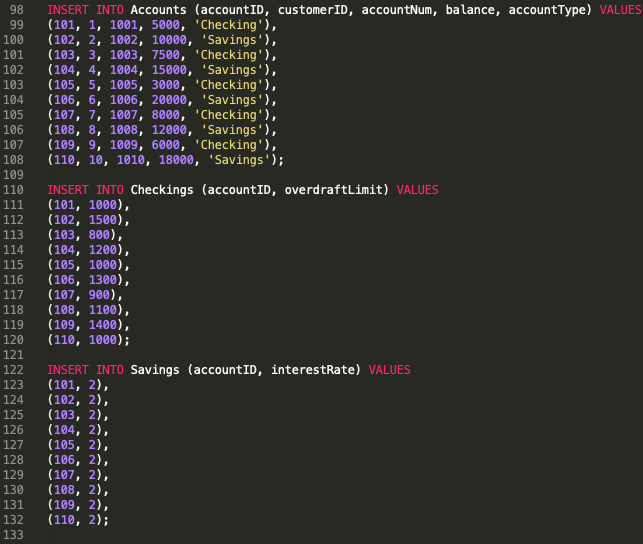 98 INSERT INTO Accounts (accountID, customerID, accountNum, balance, accountType) VALUES
99 (101, 1, 1001, 5000, 'Checking'),
100 (102, 2, 1002, 10000, 'Savings'),
101 (103, 3, 1003, 7500, 'Checking'),
102 (104, 4, 1004, 15000, 'Savings'),
103 (105, 5, 1005, 3000, 'Checking'),
104 (106, 6, 1006, 20000, 'Savings'),
105 (107, 7, 1007, 8000, 'Checking'),
106 (108, 8, 1008, 12000, 'Savings'),
107 (109, 9, 1009, 6000, 'Checking'),
108 (110, 10, 1010, 18000, 'Savings');
109
110 INSERT INTO Checkings (accountID, overdraftLimit) VALUES
111 (101, 1000),
112 (102, 1500),
113 (103, 800),
114 (104, 1200),
115 (105, 1000),
116 (106, 1300),
117 (107, 900),
118 (108, 1100),
119 (109, 1400),
120 (110, 1000);
121
122 INSERT INTO Savings (accountID, interestRate) VALUES
123 (101, 2),
124 (102, 2),
125 (103, 2),
126 (104, 2),
127 (105, 2),
128 (106, 2),
129 (107, 2),
130 (108, 2),
131 (109, 2),
132 (110, 2);
133